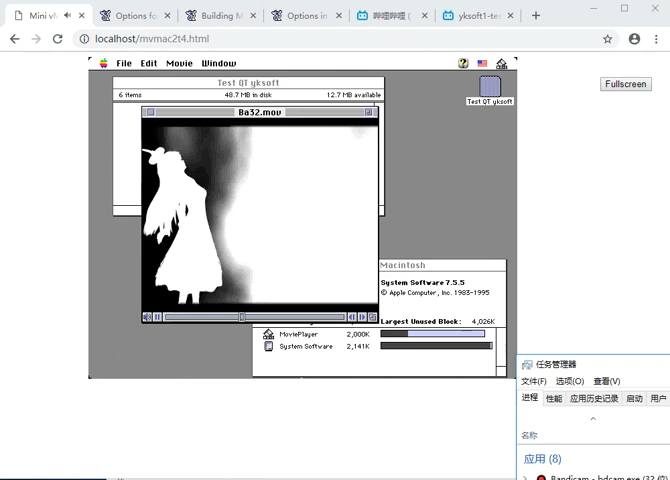 Mini vM
Options fo
Building M
Options in
哔哩哔哩 (
yksoft1-tes
localhost/mvmac2t4.html
File Edit Movie Window
Fullscreen
Test QT yksoft
6 items 48.7 MB in disk 12.7 MB available
Test QT yksoft
Ba32.mov
Macintosh
System Software 7.5.5
© Apple Computer, Inc. 1983-1995
Largest Unused Block: 4,026K
MoviePlayer 2,000K
System Software 2,141K
任务管理器
文件(F) 选项(O) 查看(V)
进程 性能 应用历史记录 启动 用户
名称
应用 (8)
Bandicam - bdcam.exe (32 位)